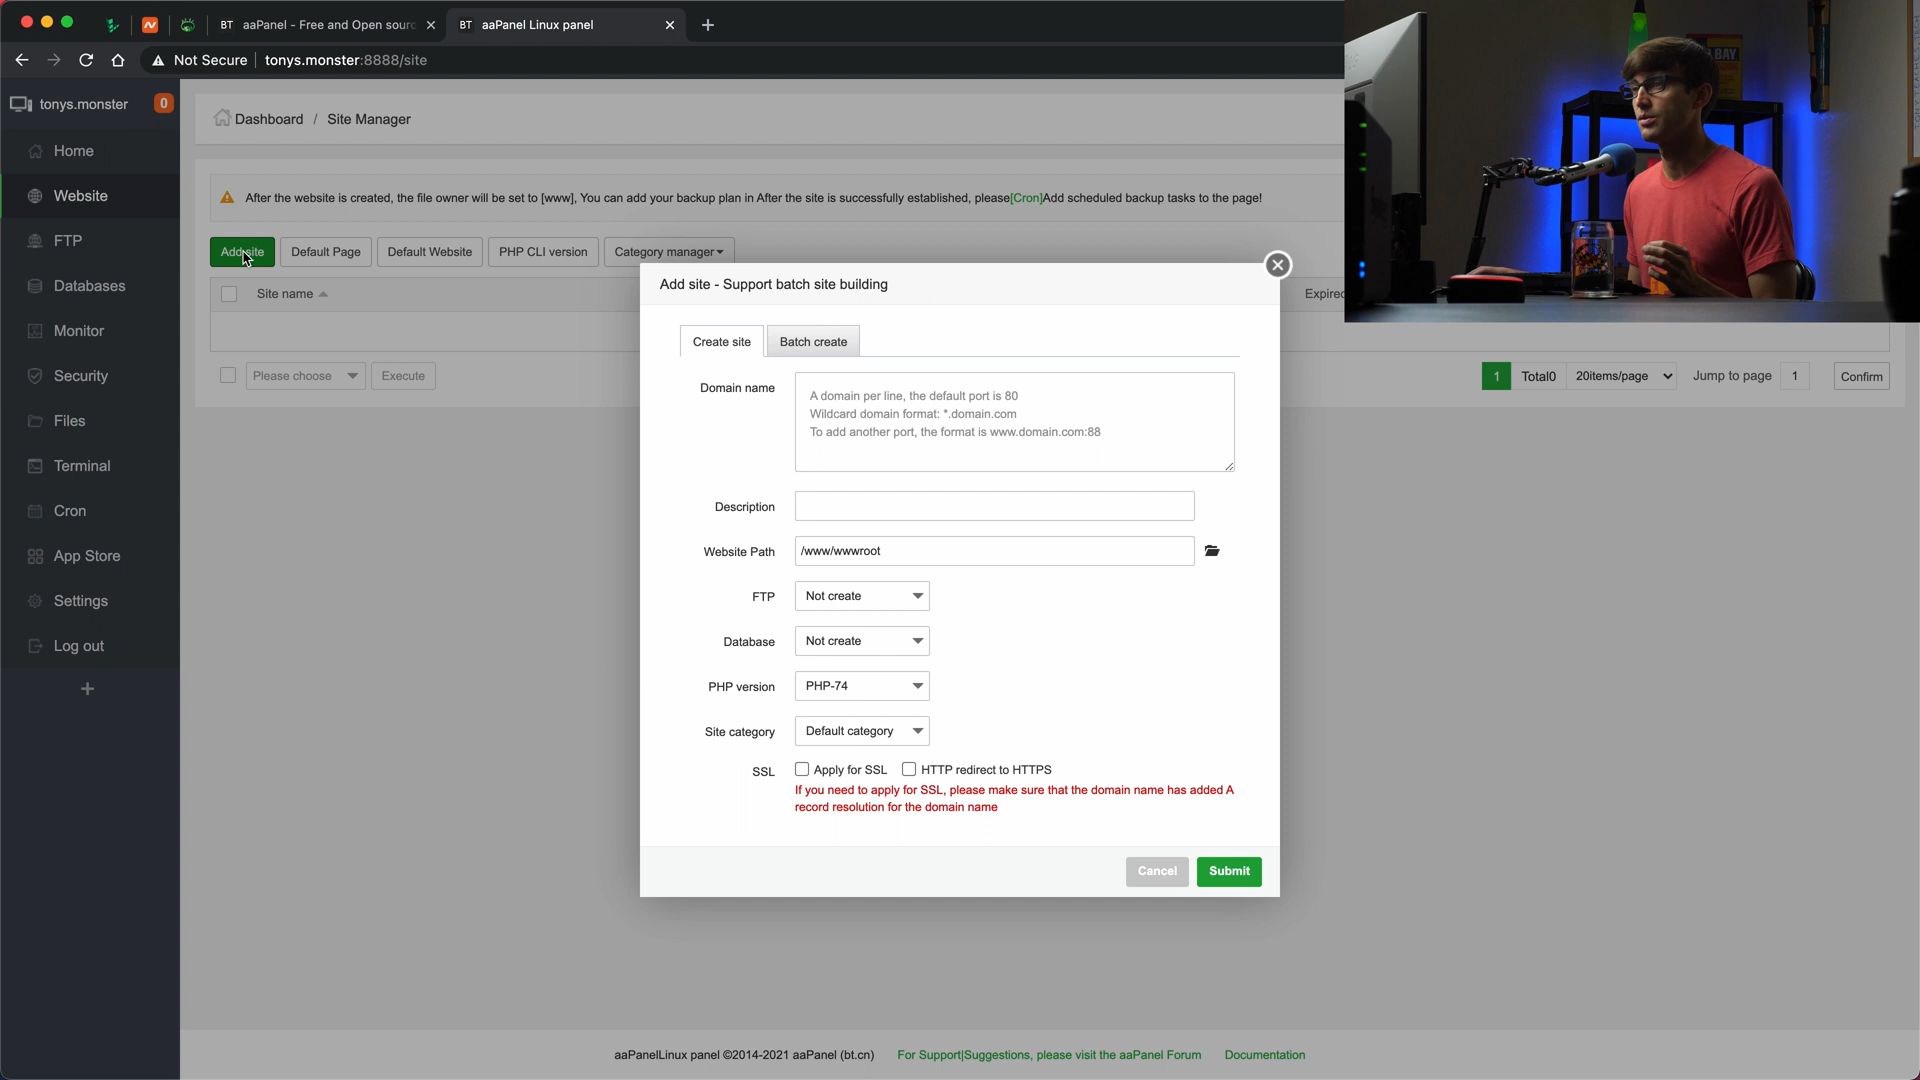 BT aaPanel - Free and Open sourc
BT aaPanel Linux panel
Not Secure tonys.monster:8888/site
tonys.monster 0
Home
Website
FTP
Databases
Monitor
Security
Files
Terminal
Cron
App Store
Settings
Log out
Dashboard / Site Manager
After the website is created, the file owner will be set to [www], You can add your backup plan in After the site is successfully established, please[Cron]Add scheduled backup tasks to the page!
Add site Default Page Default Website PHP CLI version Category manager
Site name Expired
Please choose Execute
1 Total0 20items/page Jump to page 1 Confirm
Add site - Support batch site building
Create site Batch create
Domain name
A domain per line, the default port is 80
Wildcard domain format: *.domain.com
To add another port, the format is www.domain.com:88
Description
Website Path /www/wwwroot
FTP Not create
Database Not create
PHP version PHP-74
Site category Default category
SSL Apply for SSL HTTP redirect to HTTPS
If you need to apply for SSL, please make sure that the domain name has added A
record resolution for the domain name
Cancel Submit
aaPanelLinux panel ©2014-2021 aaPanel (bt.cn) For Support|Suggestions, please visit the aaPanel Forum Documentation
BAY